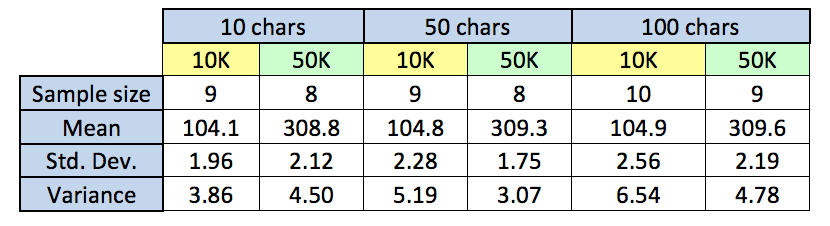 10 chars 50 chars 100 chars
10K 50K 10K 50K 10K 50K
Sample size 9 8 9 8 10 9
Mean 104.1 308.8 104.8 309.3 104.9 309.6
Std. Dev. 1.96 2.12 2.28 1.75 2.56 2.19
Variance 3.86 4.50 5.19 3.07 6.54 4.78